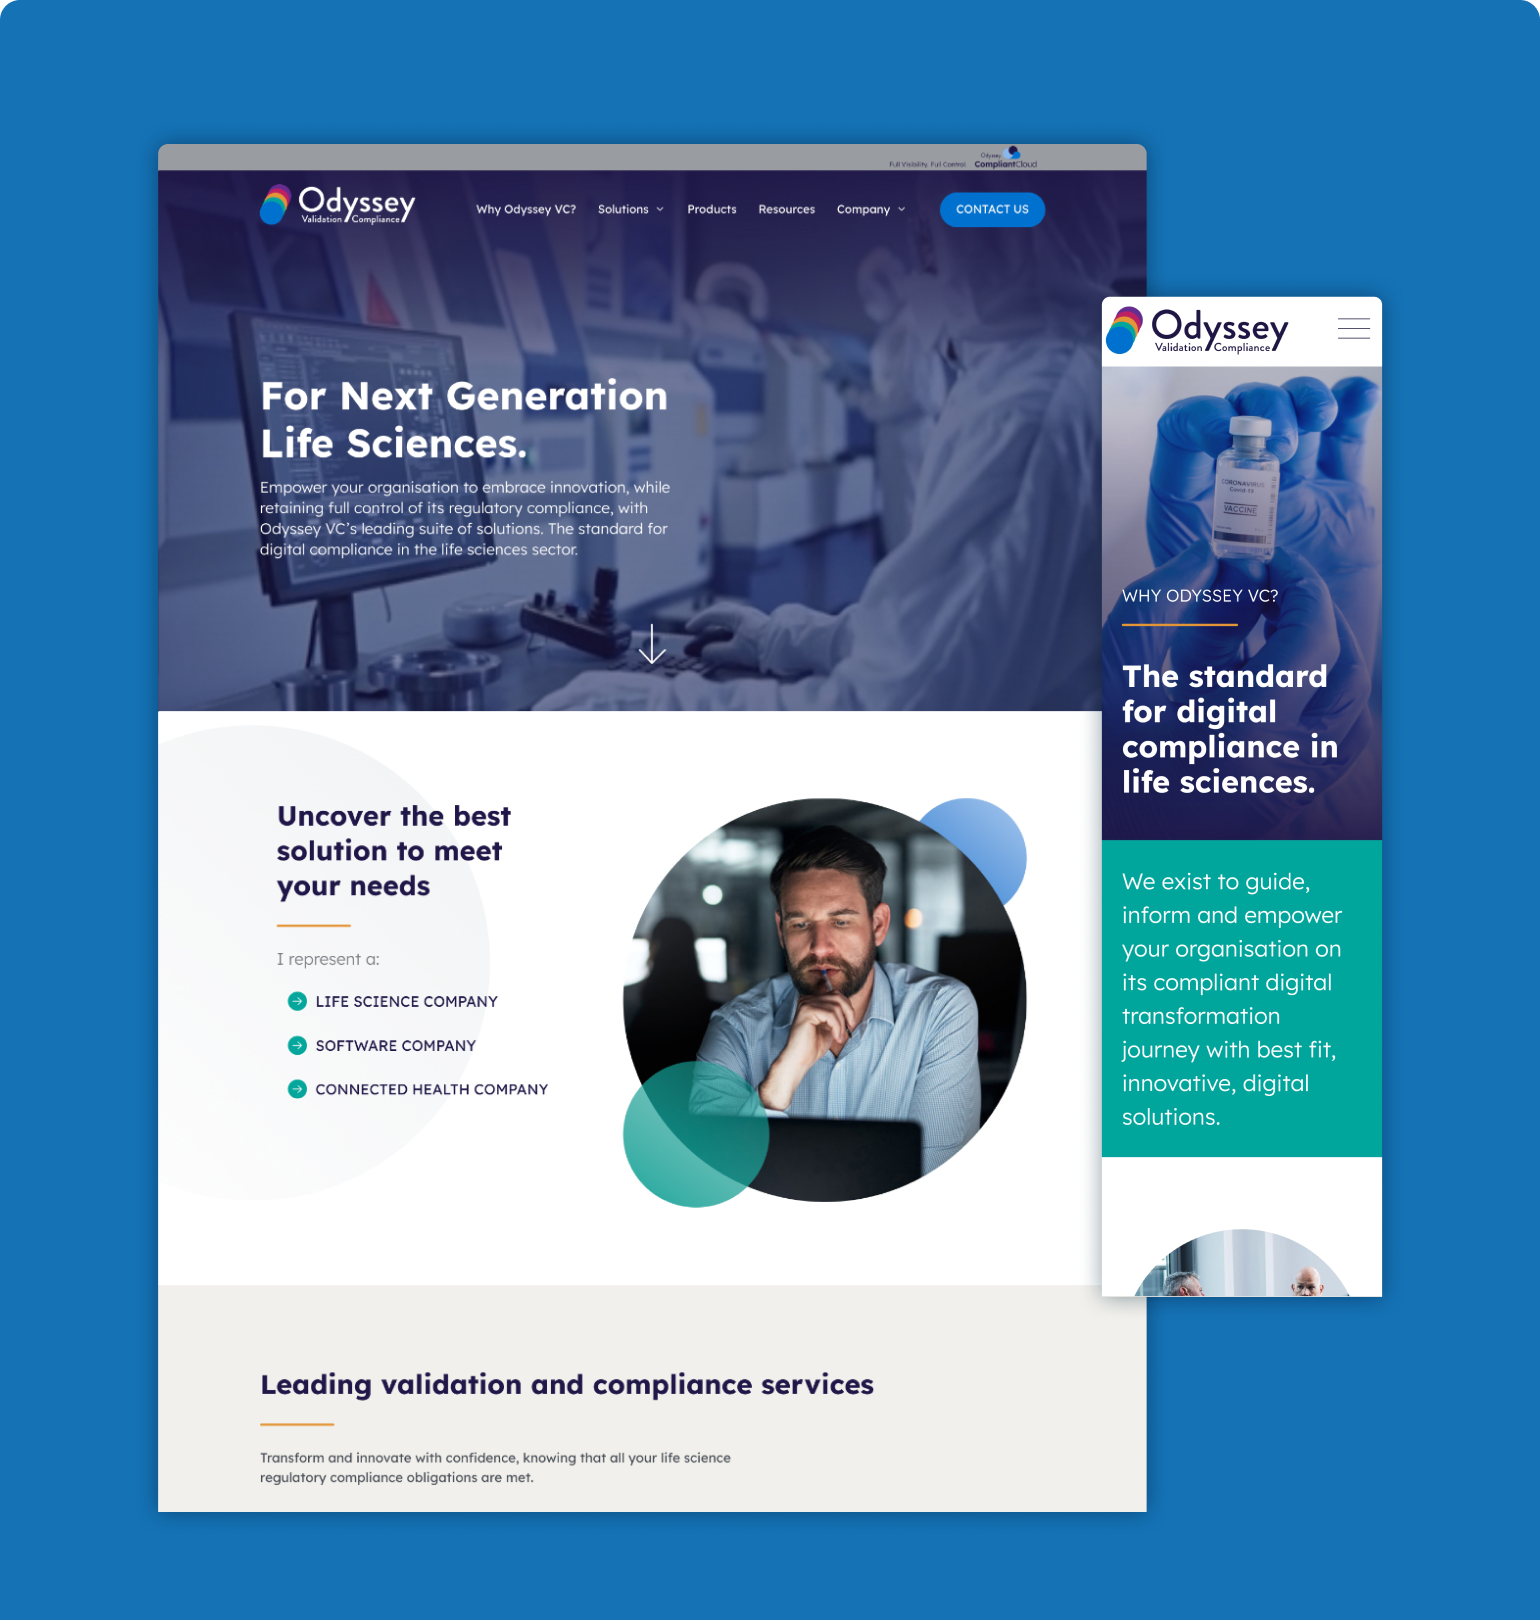 Full Visibility. Full Control.
Odyssey
CompliantCloud
Odyssey
Validation Compliance
Why Odyssey VC?
Solutions
Products
Resources
Company
CONTACT US
For Next Generation
Life Sciences.
Empower your organisation to embrace innovation, while
retaining full control of its regulatory compliance, with
Odyssey VC’s leading suite of solutions. The standard for
digital compliance in the life sciences sector.
Uncover the best
solution to meet
your needs
I represent a:
LIFE SCIENCE COMPANY
SOFTWARE COMPANY
CONNECTED HEALTH COMPANY
Leading validation and compliance services
Transform and innovate with confidence, knowing that all your life science
regulatory compliance obligations are met.
Odyssey
Validation Compliance
CORONAVIRUS
Covid-19
VACCINE
WHY ODYSSEY VC?
The standard
for digital
compliance in
life sciences.
We exist to guide,
inform and empower
your organisation on
its compliant digital
transformation
journey with best fit,
innovative, digital
solutions.